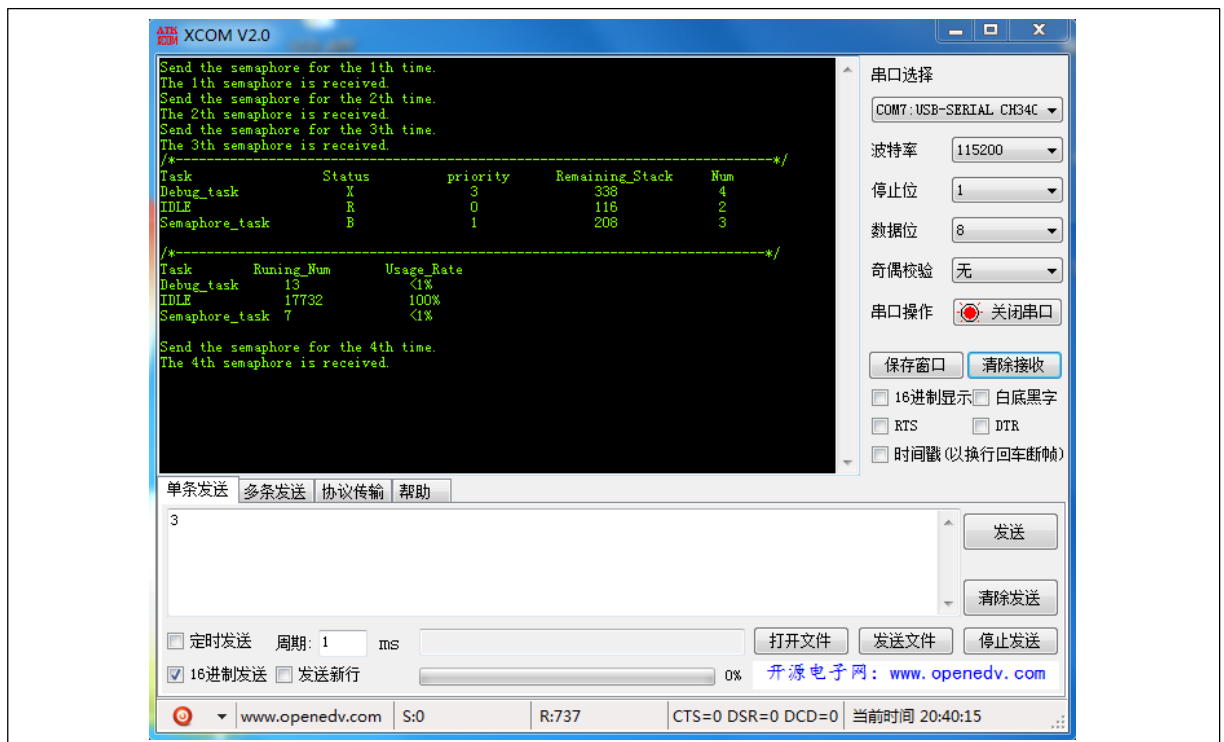 ATK XCOM XCOM V2.0
Send the semaphore for the 1th time.
The 1th semaphore is received.
Send the semaphore for the 2th time.
The 2th semaphore is received.
Send the semaphore for the 3th time.
The 3th semaphore is received.
/*---------------------------------------------------------------------------*/
Task Status priority Remaining_Stack Num
Debug_task X 3 338 4
IDLE R 0 116 2
Semaphore_task B 1 208 3
/*--------------------------------------------------------------------------*/
Task Runing_Num Usage_Rate
Debug_task 13 <1%
IDLE 17732 100%
Semaphore_task 7 <1%
Send the semaphore for the 4th time.
The 4th semaphore is received.
串口选择
COM7:USB-SERIAL CH34C
波特率 115200
停止位 1
数据位 8
奇偶校验 无
串口操作 关闭串口
保存窗口 清除接收
16进制显示 白底黑字
RTS DTR
时间戳(以换行回车断帧)
单条发送 多条发送 协议传输 帮助
3
发送
清除发送
定时发送 周期: 1 ms 打开文件 发送文件 停止发送
16进制发送 发送新行 0% 开源电子网: www.openedv.com
www.openedv.com S:0 R:737 CTS=0 DSR=0 DCD=0 当前时间 20:40:15